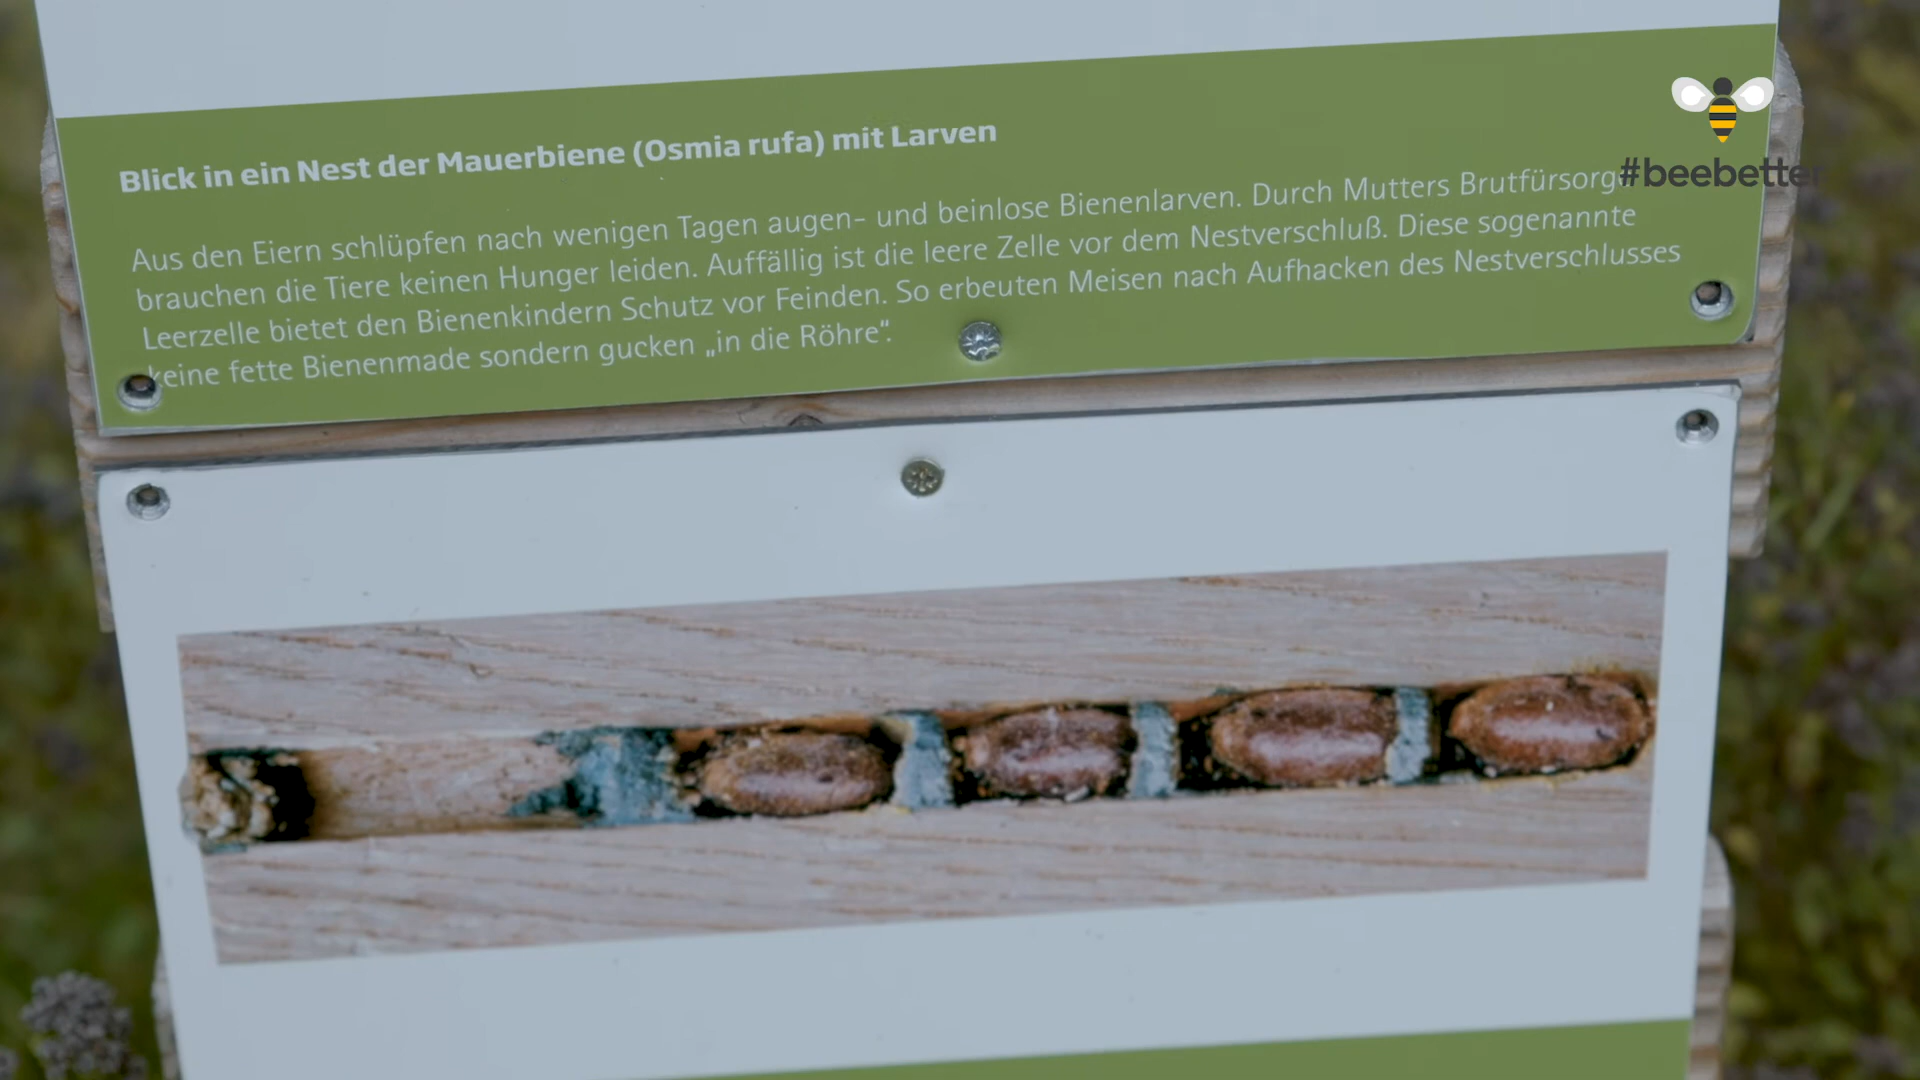 Blick in ein Nest der Mauerbiene (Osmia rufa) mit Larven
#beebetter
Aus den Eiern schlüpfen nach wenigen Tagen augen- und beinlose Bienenlarven. Durch Mutters Brutfürsorge
brauchen die Tiere keinen Hunger leiden. Auffällig ist die leere Zelle vor dem Nestverschluß. Diese sogenannte
Leerzelle bietet den Bienenkindern Schutz vor Feinden. So erbeuten Meisen nach Aufhacken des Nestverschlusses
keine fette Bienenmade sondern gucken „in die Röhre“.